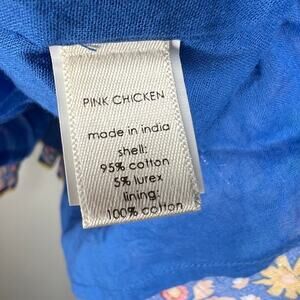 PINK CHICKEN
made in india
shell:
95% cotton
5% lurex
lining:
100% cotton